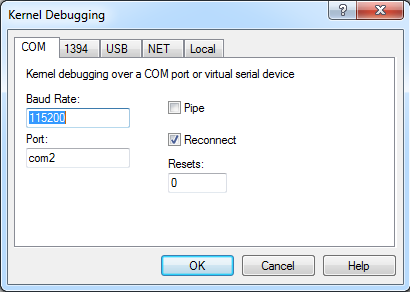 Kernel Debugging
COM 1394 USB NET Local
Kernel debugging over a COM port or virtual serial device
Baud Rate:
115200
Pipe
Port:
com2
Reconnect
Resets:
0
OK Cancel Help